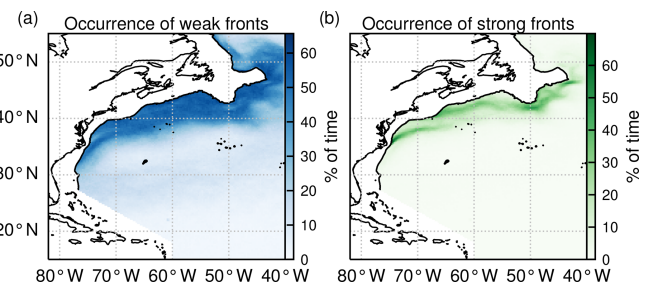 (a) Occurrence of weak fronts
(b) Occurrence of strong fronts
50°N
40°N
30°N
20°N
80°W 70°W 60°W 50°W 40°W
60
50
40
30
20
10
0
% of time
80°W 70°W 60°W 50°W 40°W
60
50
40
30
20
10
0
% of time